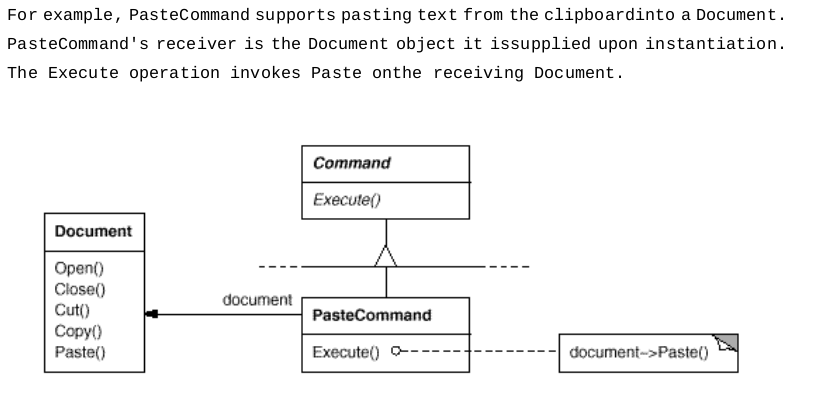 For example, PasteCommand supports pasting text from the clipboardinto a Document.
PasteCommand's receiver is the Document object it issupplied upon instantiation.
The Execute operation invokes Paste onthe receiving Document.
Command
Execute()
Document
Open()
Close()
Cut()
Copy()
Paste()
document
PasteCommand
Execute()
document->Paste()